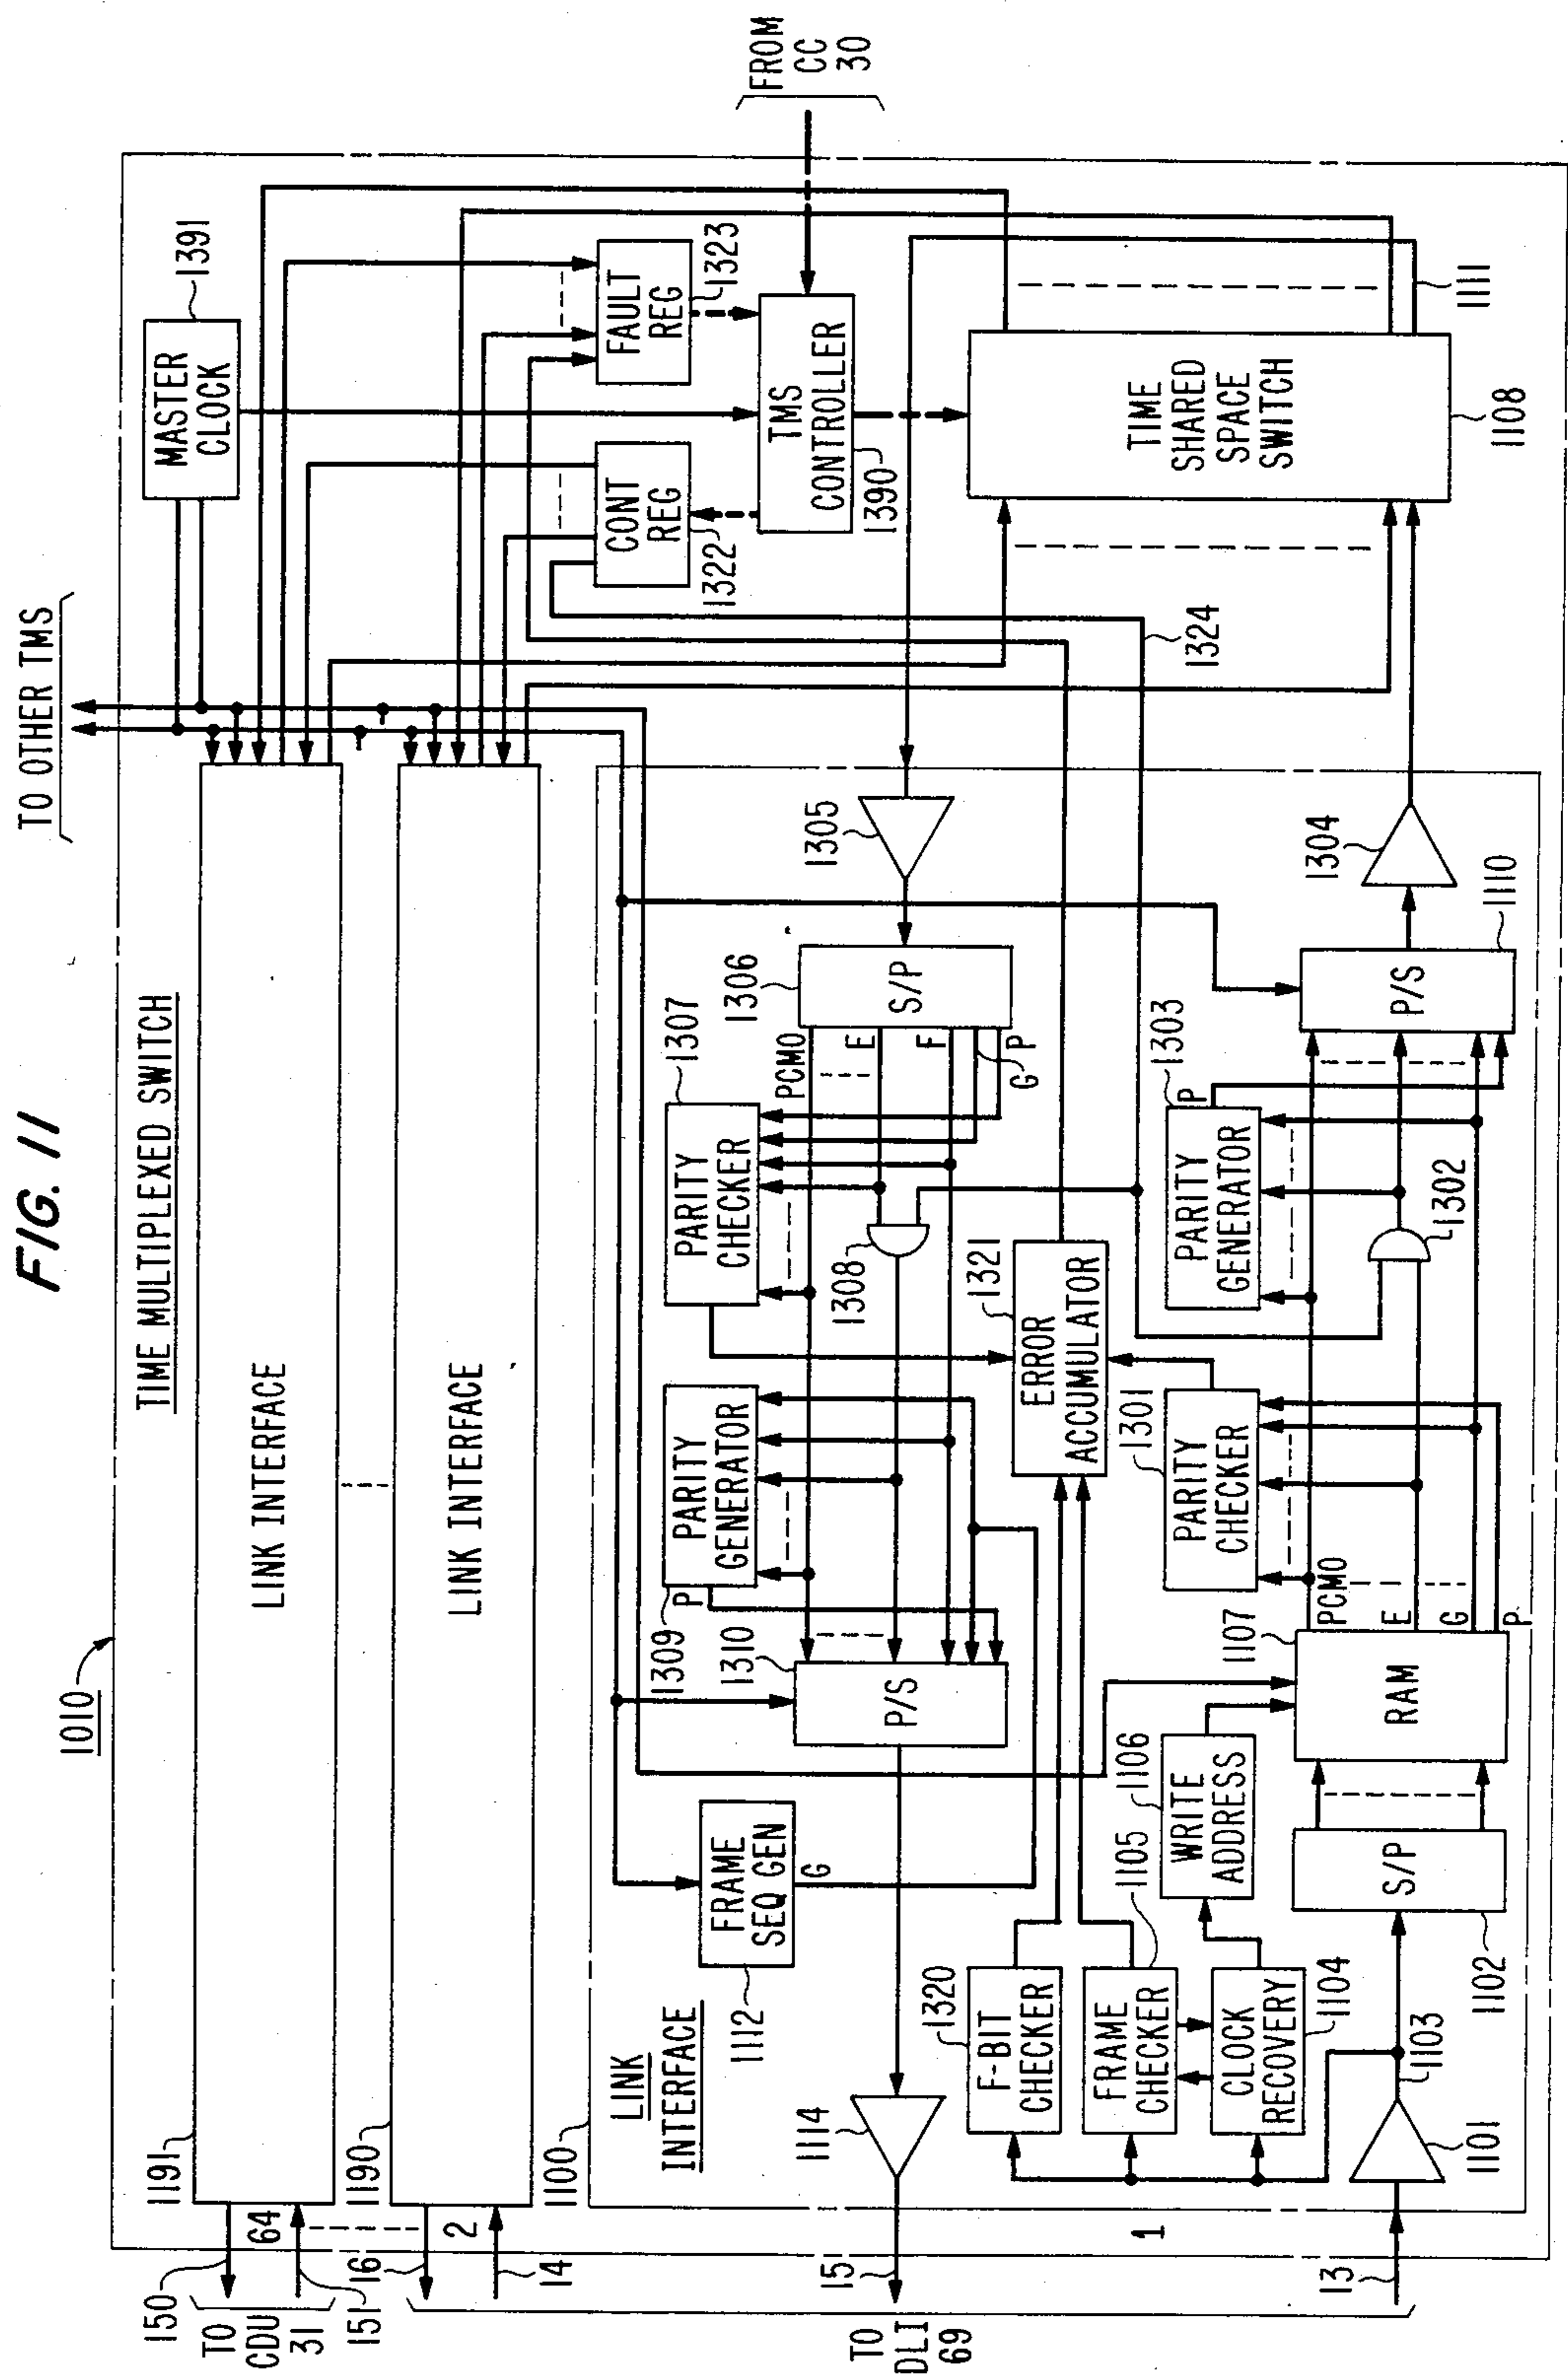 FIG. 11
TO OTHER TMS
1010
TIME MULTIPLEXED SWITCH
MASTER
CLOCK
1391
1191
LINK INTERFACE
150
TO
CDU
31
64
151
1190
LINK INTERFACE
16
2
14
CONT
REG
1322
FAULT
REG
1323
FROM
CC
30
TMS
CONTROLLER
1390
1100
LINK
INTERFACE
FRAME
SEQ GEN
G
1112
1309
P
PARITY
GENERATOR
PARITY
CHECKER
1307
1310
P/S
PCM0
E
F
G
P
1306
S/P
1305
1308
1114
15
TO
DLI
69
1320
F-BIT
CHECKER
FRAME
CHECKER
1105
CLOCK
RECOVERY
1104
WRITE
ADDRESS
1106
ERROR
ACCUMULATOR
1321
1324
1301
PARITY
CHECKER
PARITY
GENERATOR
P
1303
1302
1
13
1101
1103
S/P
1102
RAM
1107
PCM0
E
G
P
P/S
1110
1304
TIME
SHARED
SPACE
SWITCH
1108
1111